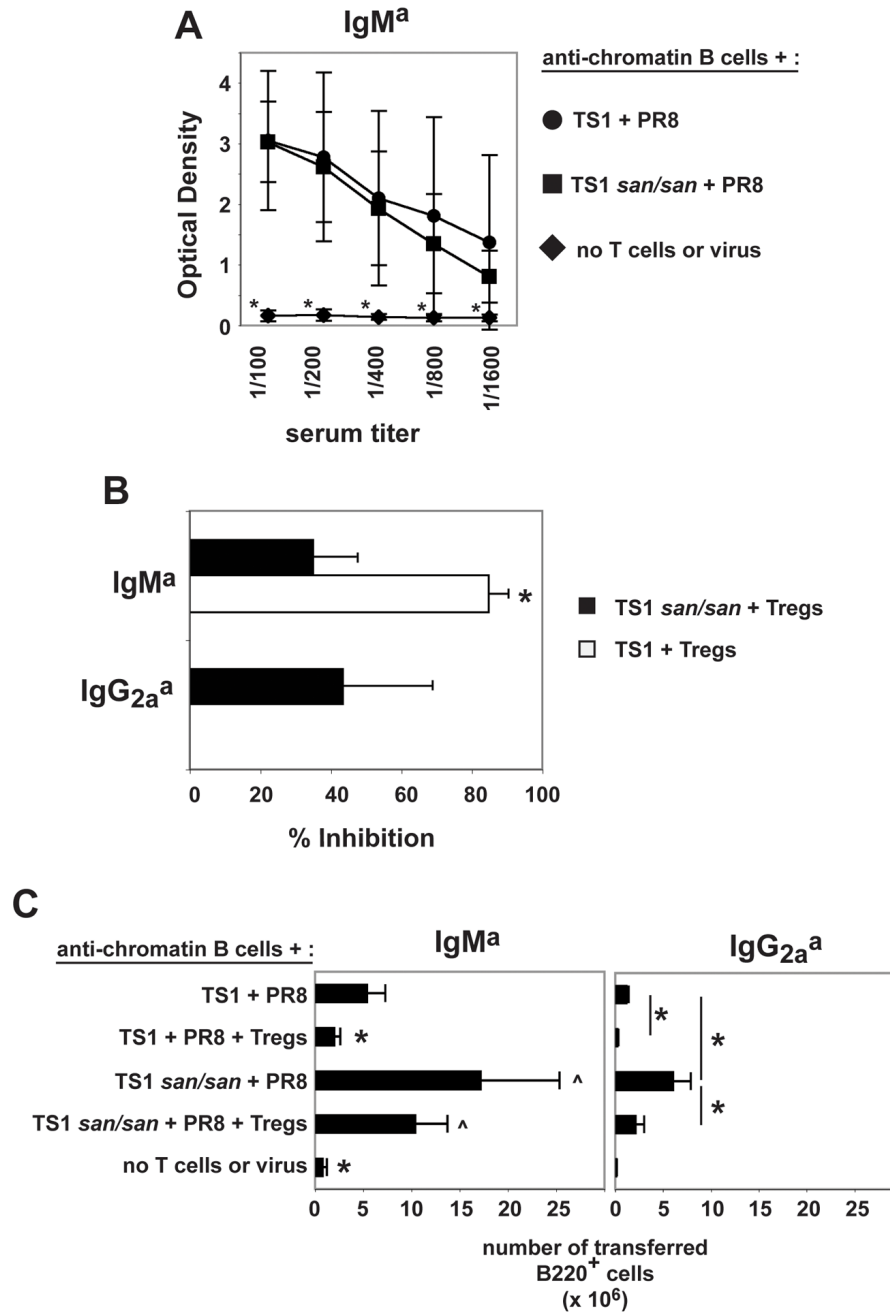 A
IgMa
anti-chromatin B cells + :
4
3
2
1
0
Optical Density
* * * * *
1/100 1/200 1/400 1/800 1/1600
serum titer
TS1 + PR8
TS1 san/san + PR8
no T cells or virus
B
IgMa
*
IgG2aa
0 20 40 60 80 100
% Inhibition
TS1 san/san + Tregs
TS1 + Tregs
C
anti-chromatin B cells + :
IgMa
IgG2aa
TS1 + PR8
*
TS1 + PR8 + Tregs
*
*
TS1 san/san + PR8
^
*
TS1 san/san + PR8 + Tregs
^
no T cells or virus
*
0 5 10 15 20 25
0 5 10 15 20 25
number of transferred
B220+ cells
(x 106)